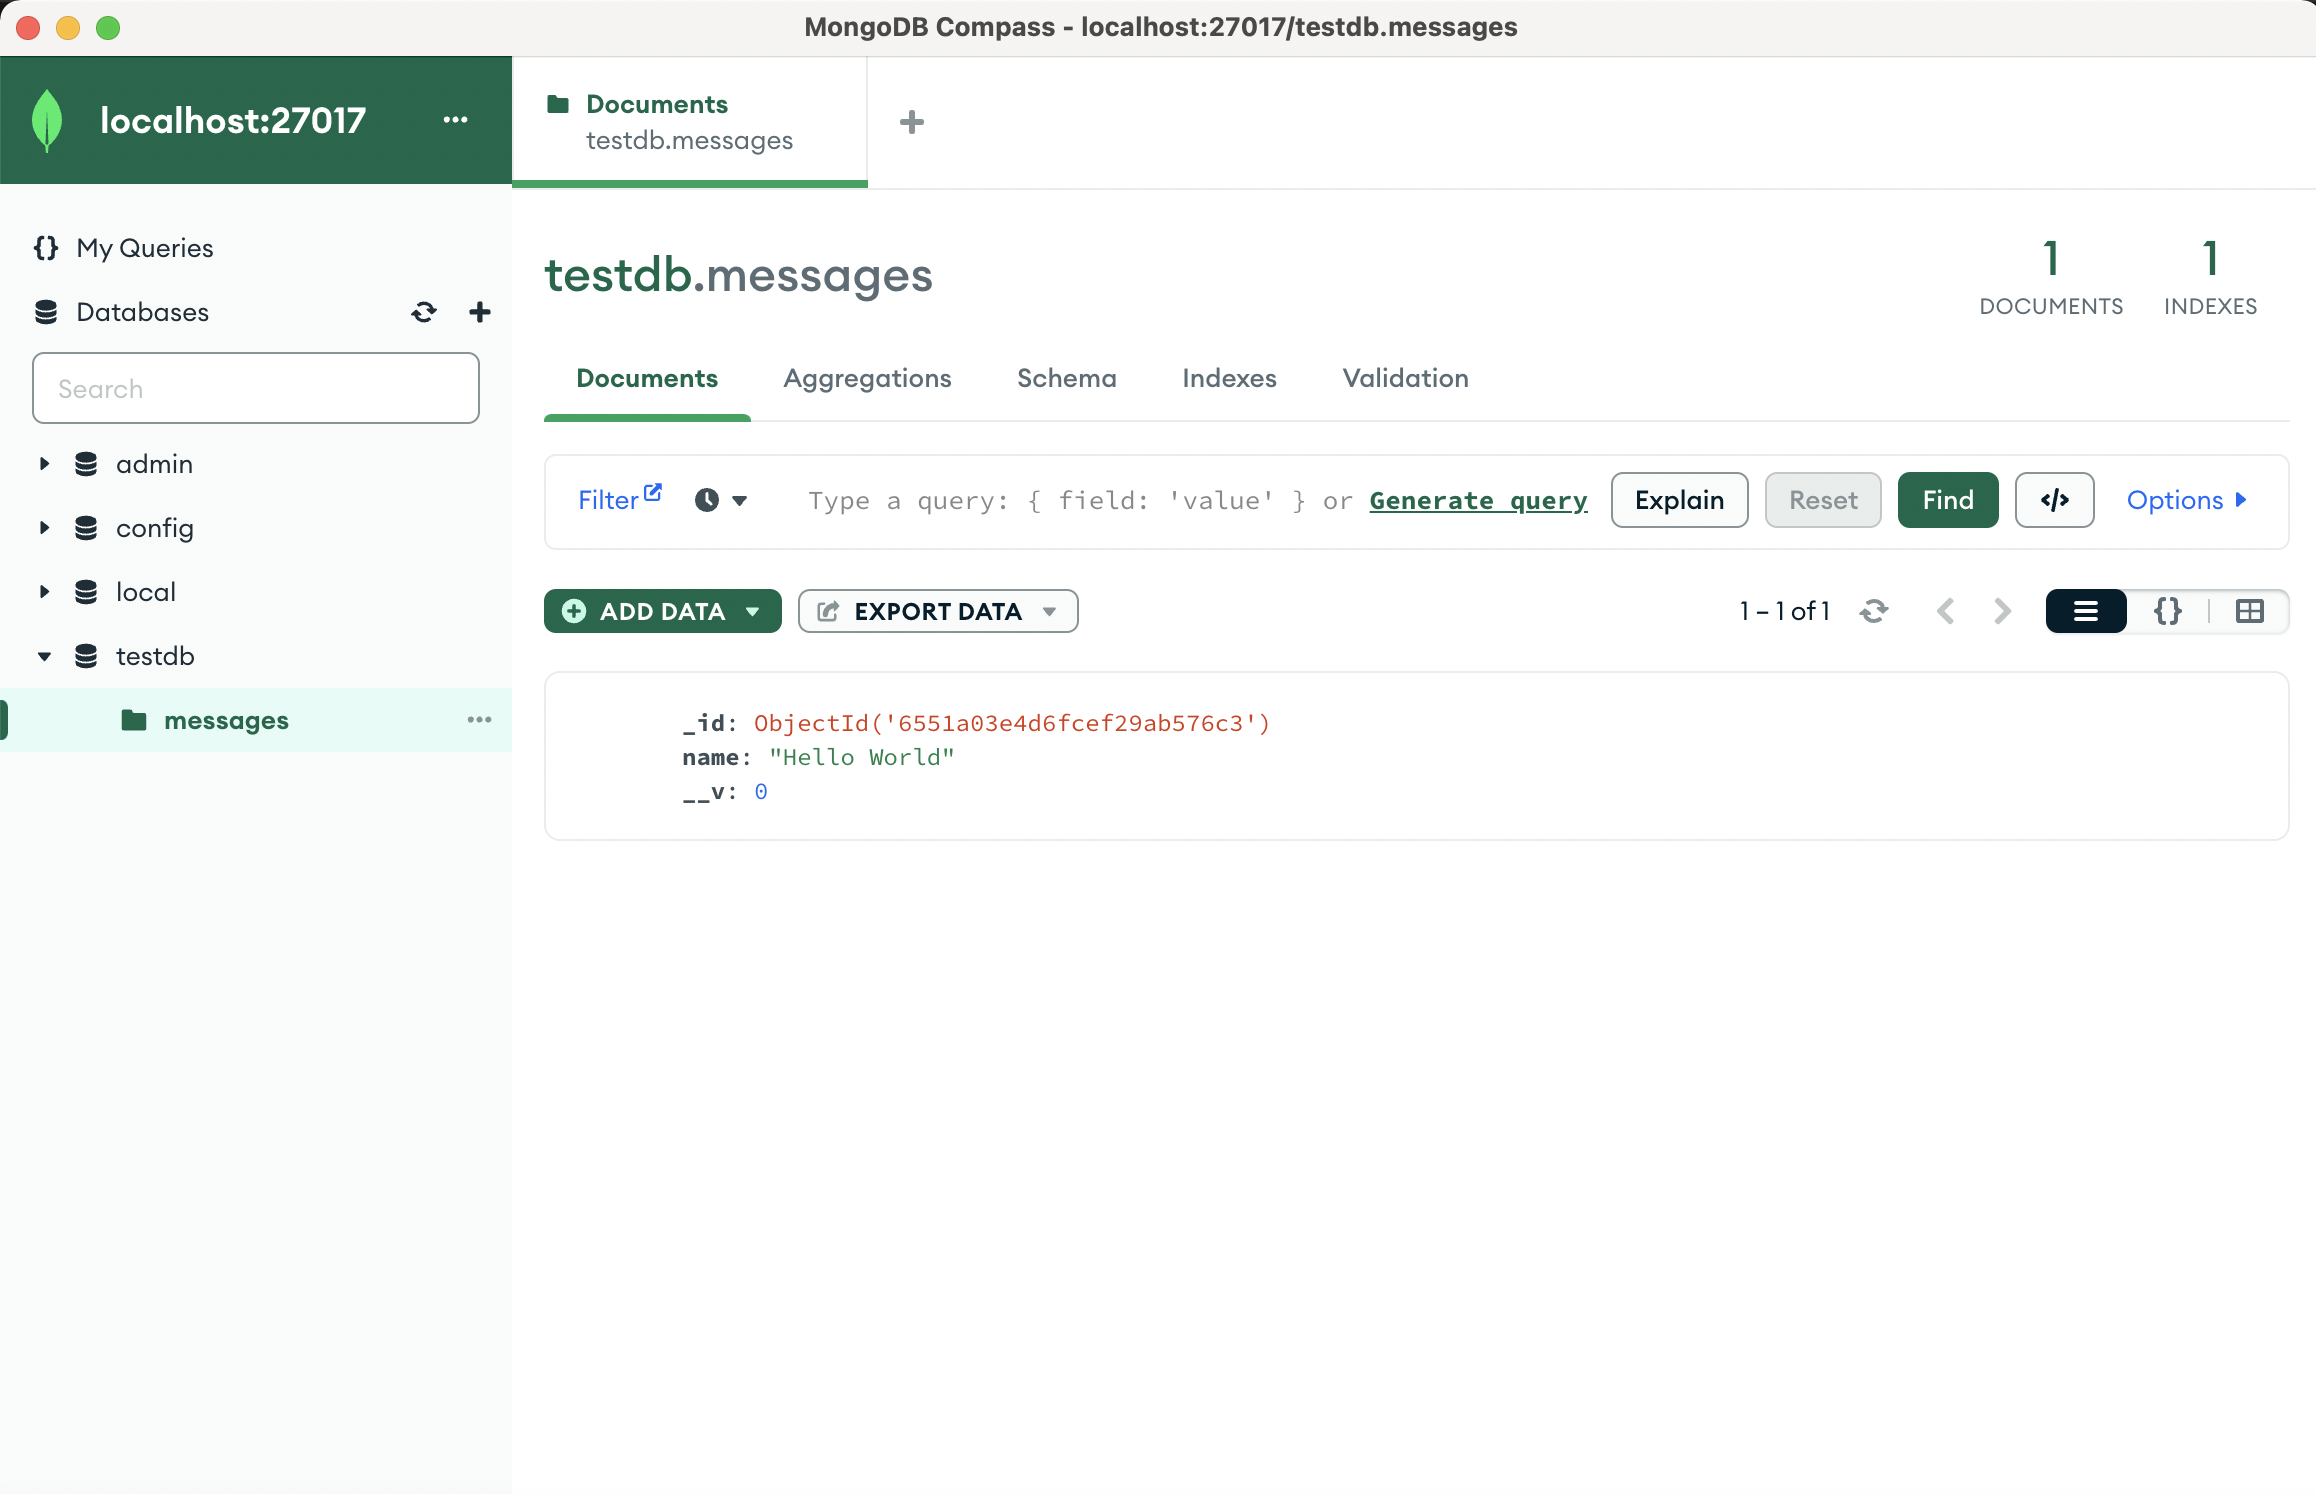 MongoDB Compass - localhost:27017/testdb.messages
localhost:27017
Documents
testdb.messages
My Queries
Databases
Search
admin
config
local
testdb
messages
testdb.messages
1
DOCUMENTS
1
INDEXES
Documents Aggregations Schema Indexes Validation
Filter Type a query: { field: 'value' } or Generate query Explain Reset Find </> Options
ADD DATA EXPORT DATA 1 – 1 of 1 {}
_id: ObjectId('6551a03e4d6fcef29ab576c3')
name: "Hello World"
__v: 0